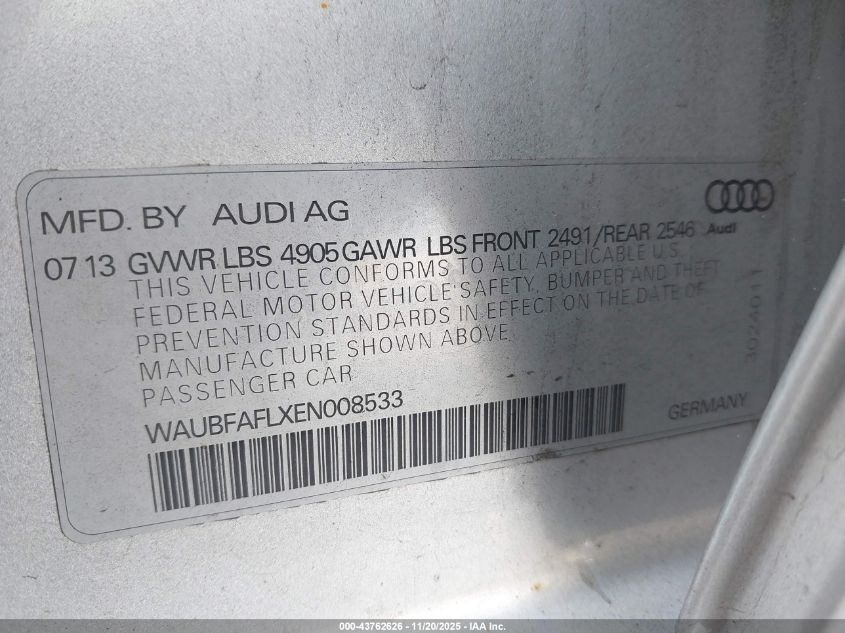 MFD. BY AUDI AG
Audi
07 13 GVWR LBS 4905 GAWR LBS FRONT 2491/REAR 2546
THIS VEHICLE CONFORMS TO ALL APPLICABLE U.S.
FEDERAL MOTOR VEHICLE SAFETY, BUMPER AND THEFT
PREVENTION STANDARDS IN EFFECT ON THE DATE OF
MANUFACTURE SHOWN ABOVE.
PASSENGER CAR
WAUBFAFLXEN008533
GERMANY
3024011
000-43762626 - 11/20/2025 - IAA Inc.